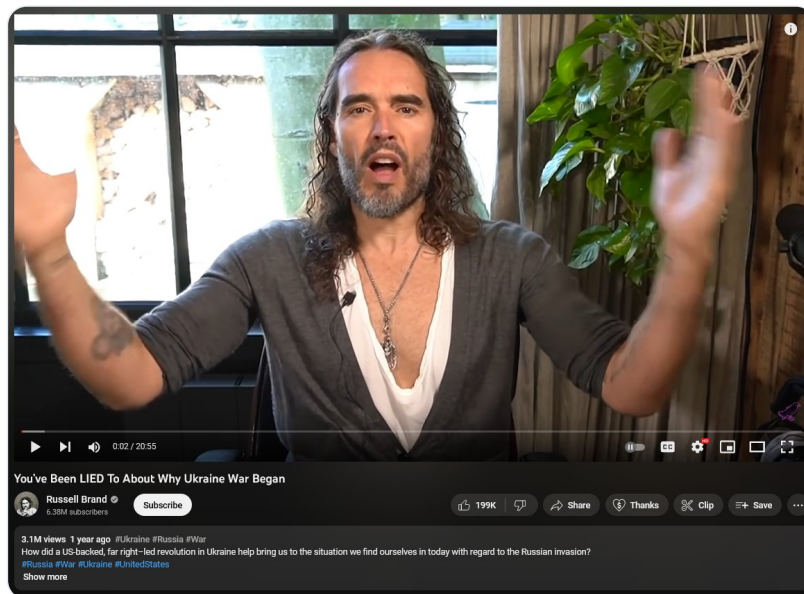 0:02 / 20:55
CC
HD
You've Been LIED To About Why Ukraine War Began
Russell Brand
6.38M subscribers
Subscribe
199K
Share
Thanks
Clip
Save
3.1M views 1 year ago #Ukraine #Russia #War
How did a US-backed, far right–led revolution in Ukraine help bring us to the situation we find ourselves in today with regard to the Russian invasion?
#Russia #War #Ukraine #UnitedStates
Show more